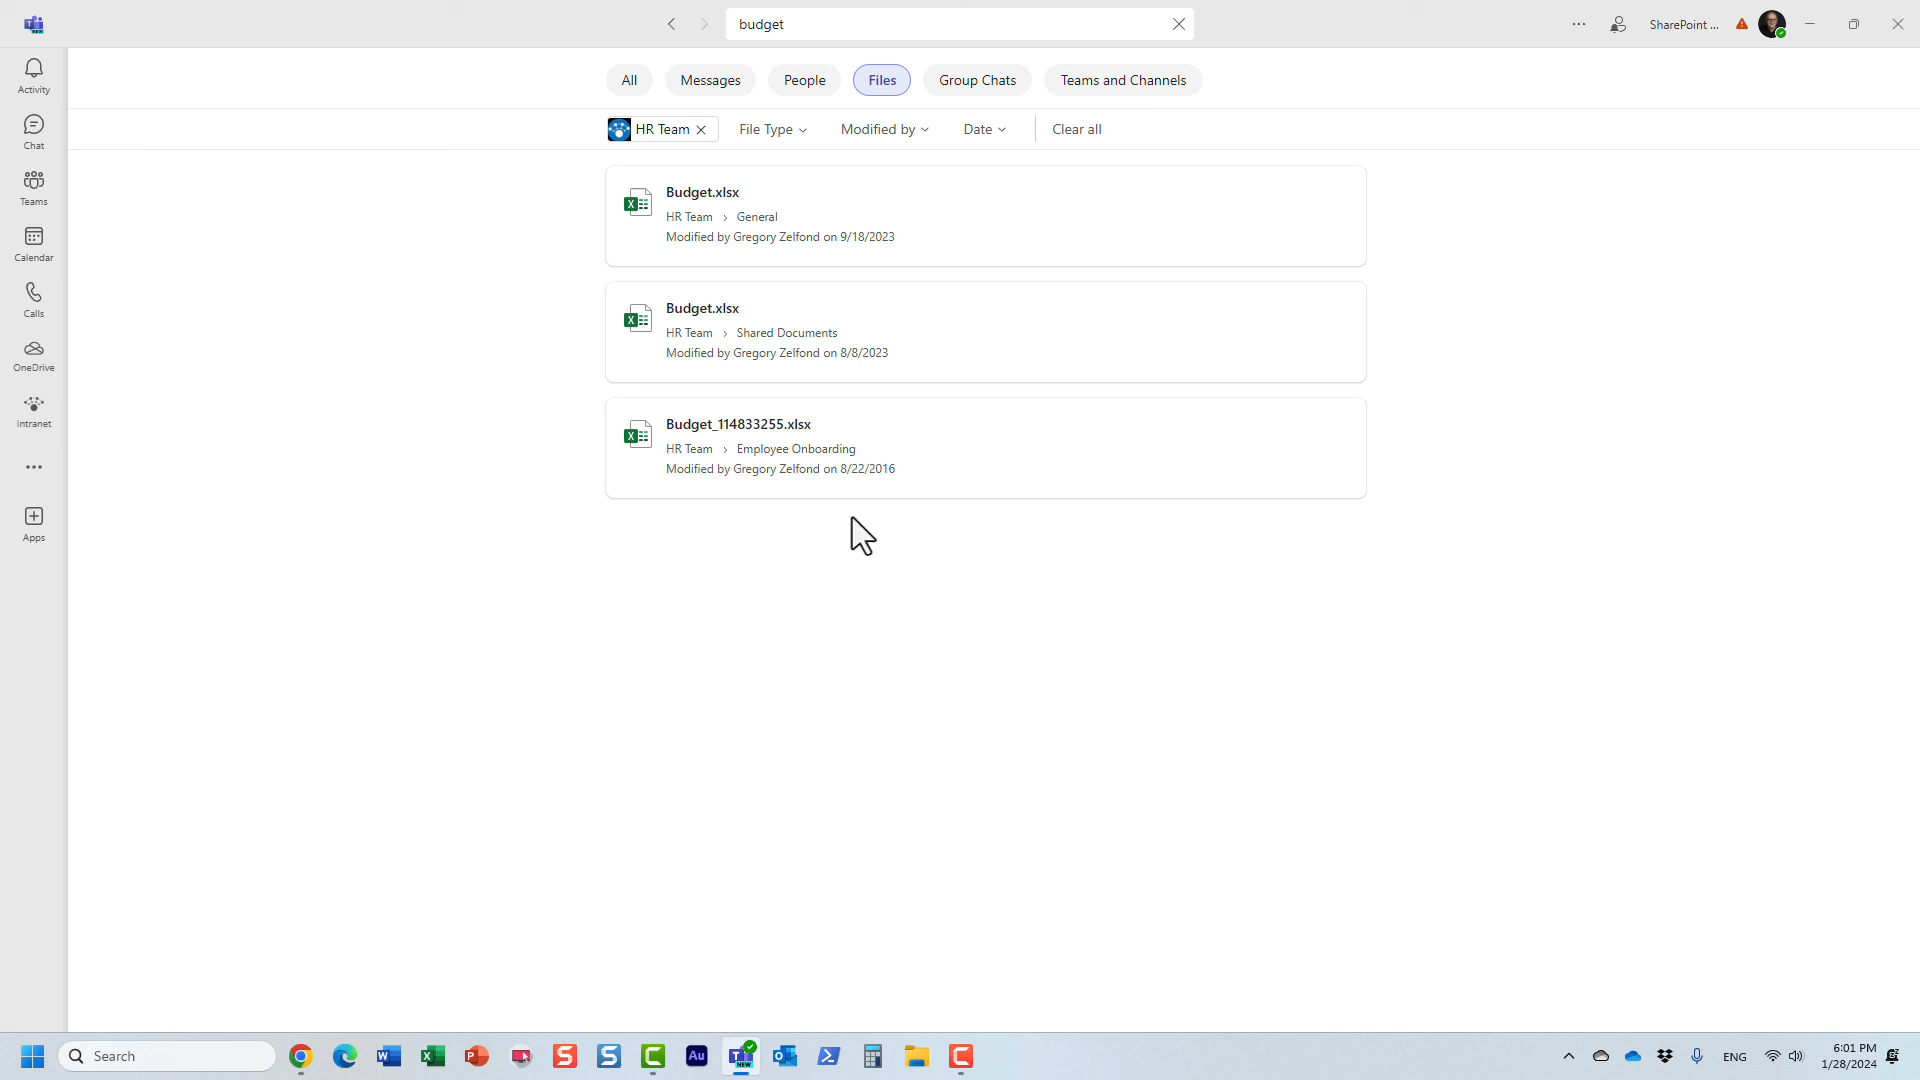 budget
SharePoint ...
Activity
Chat
Teams
Calendar
Calls
OneDrive
Intranet
Apps
All
Messages
People
Files
Group Chats
Teams and Channels
HR Team
File Type
Modified by
Date
Clear all
Budget.xlsx
HR Team > General
Modified by Gregory Zelfond on 9/18/2023
Budget.xlsx
HR Team > Shared Documents
Modified by Gregory Zelfond on 8/8/2023
Budget_114833255.xlsx
HR Team > Employee Onboarding
Modified by Gregory Zelfond on 8/22/2016
Search
ENG
6:01 PM
1/28/2024